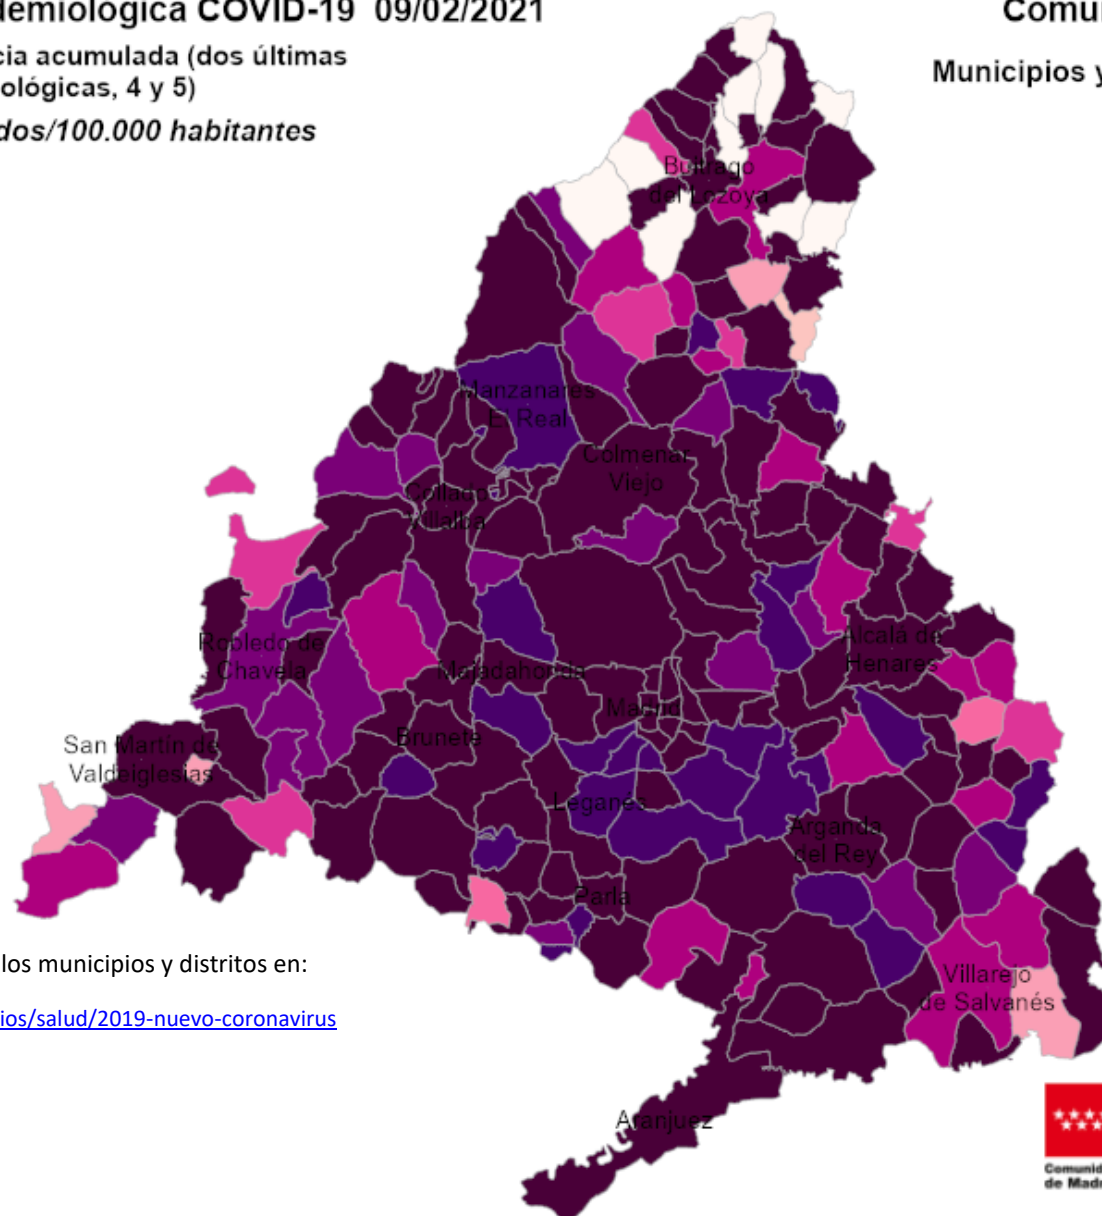 demiológica COVID-19 09/02/2021
Comu
cia acumulada (dos últimas
ológicas, 4 y 5)
Municipios y
dos/100.000 habitantes
Buitrago
del Lozoya
Manzanares
El Real
Colmenar
Viejo
Collado
Villalba
Robledo de
Chavela
Alcalá de
Henares
Majadahonda
Madrid
Brunete
San Martín de
Valdeiglesias
Leganés
Arganda
del Rey
Parla
los municipios y distritos en:
Villarejo
de Salvanés
ios/salud/2019-nuevo-coronavirus
Aranjuez
Comunid
de Madr